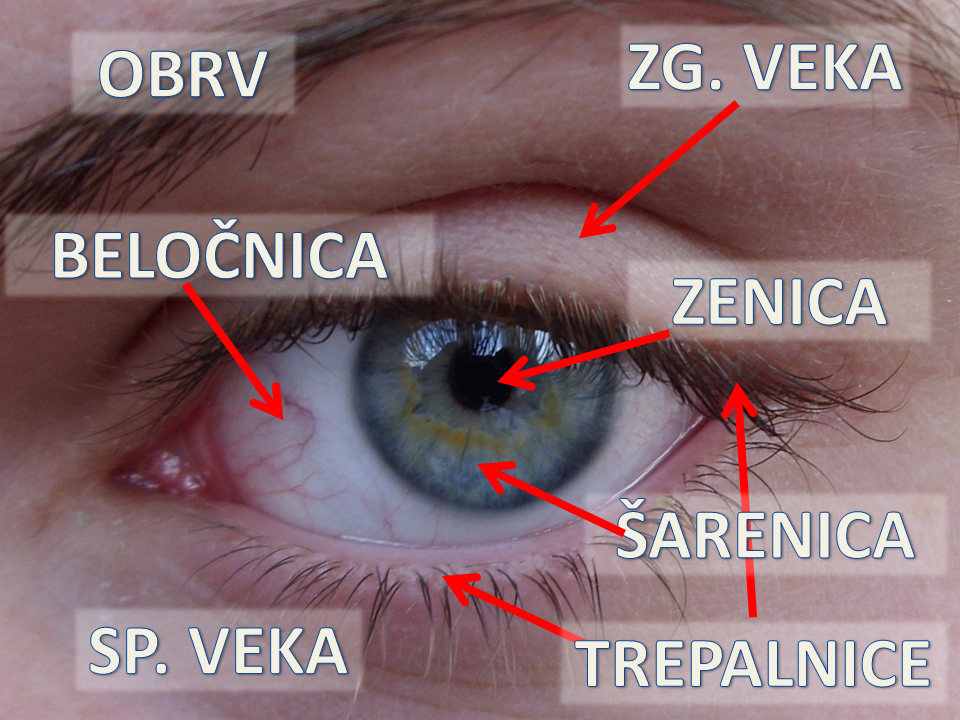 OBRV
ZG. VEKA
BELOČNICA
ZENICA
ŠARENICA
SP. VEKA
TREPALNICE